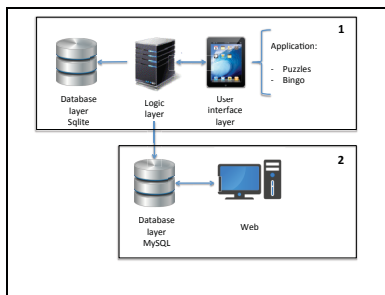 1
Application:
- Puzzles
- Bingo
Database
layer
Sqlite
Logic
layer
User
interface
layer
2
Database
layer
MySQL
Web